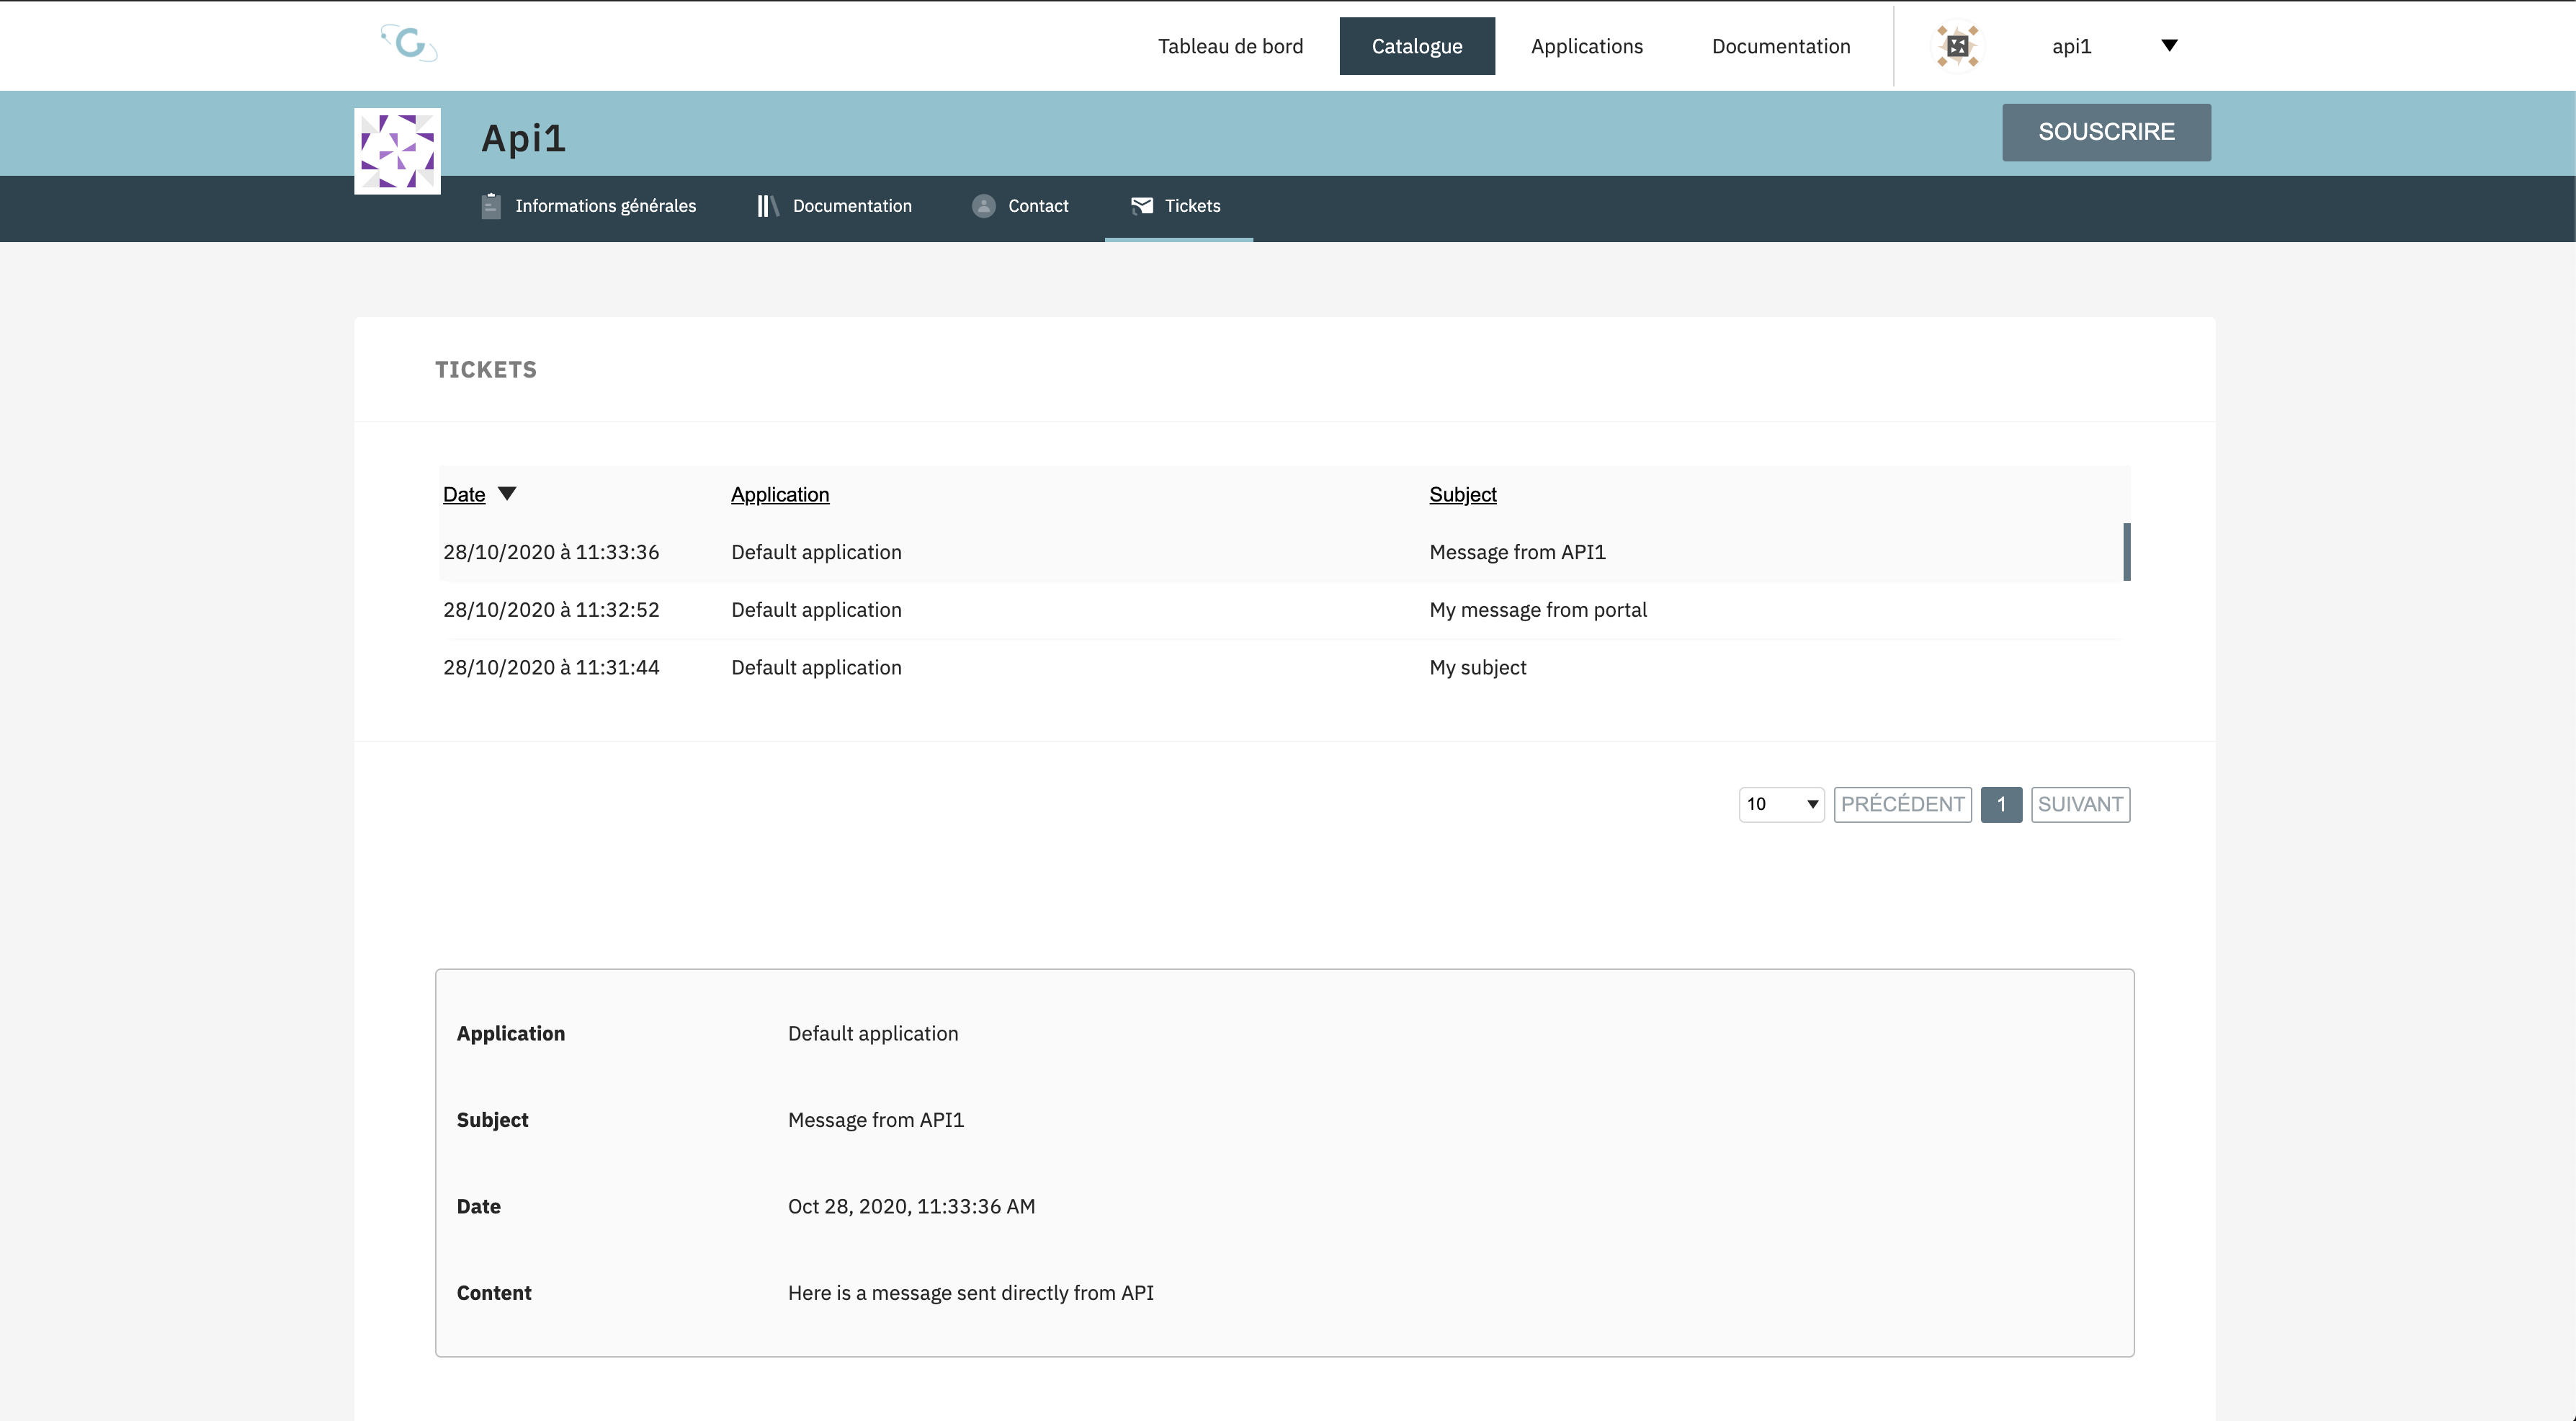 Tableau de bord Catalogue Applications Documentation api1
Api1 SOUSCRIRE
Informations générales Documentation Contact Tickets
TICKETS
Date Application Subject
28/10/2020 à 11:33:36 Default application Message from API1
28/10/2020 à 11:32:52 Default application My message from portal
28/10/2020 à 11:31:44 Default application My subject
10 PRÉCÉDENT 1 SUIVANT
Application Default application
Subject Message from API1
Date Oct 28, 2020, 11:33:36 AM
Content Here is a message sent directly from API